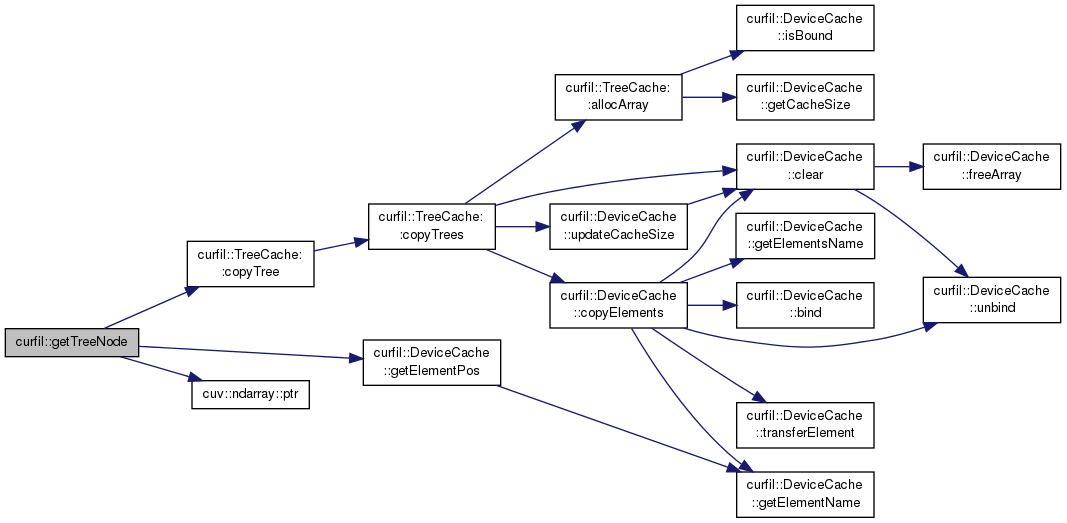 curfil::getTreeNode
curfil::TreeCache:
:copyTree
cuv::ndarray::ptr
curfil::TreeCache:
:copyTrees
curfil::DeviceCache
::getElementPos
curfil::TreeCache:
:allocArray
curfil::DeviceCache
::updateCacheSize
curfil::DeviceCache
::copyElements
curfil::DeviceCache
::isBound
curfil::DeviceCache
::getCacheSize
curfil::DeviceCache
::clear
curfil::DeviceCache
::getElementsName
curfil::DeviceCache
::bind
curfil::DeviceCache
::transferElement
curfil::DeviceCache
::getElementName
curfil::DeviceCache
::freeArray
curfil::DeviceCache
::unbind